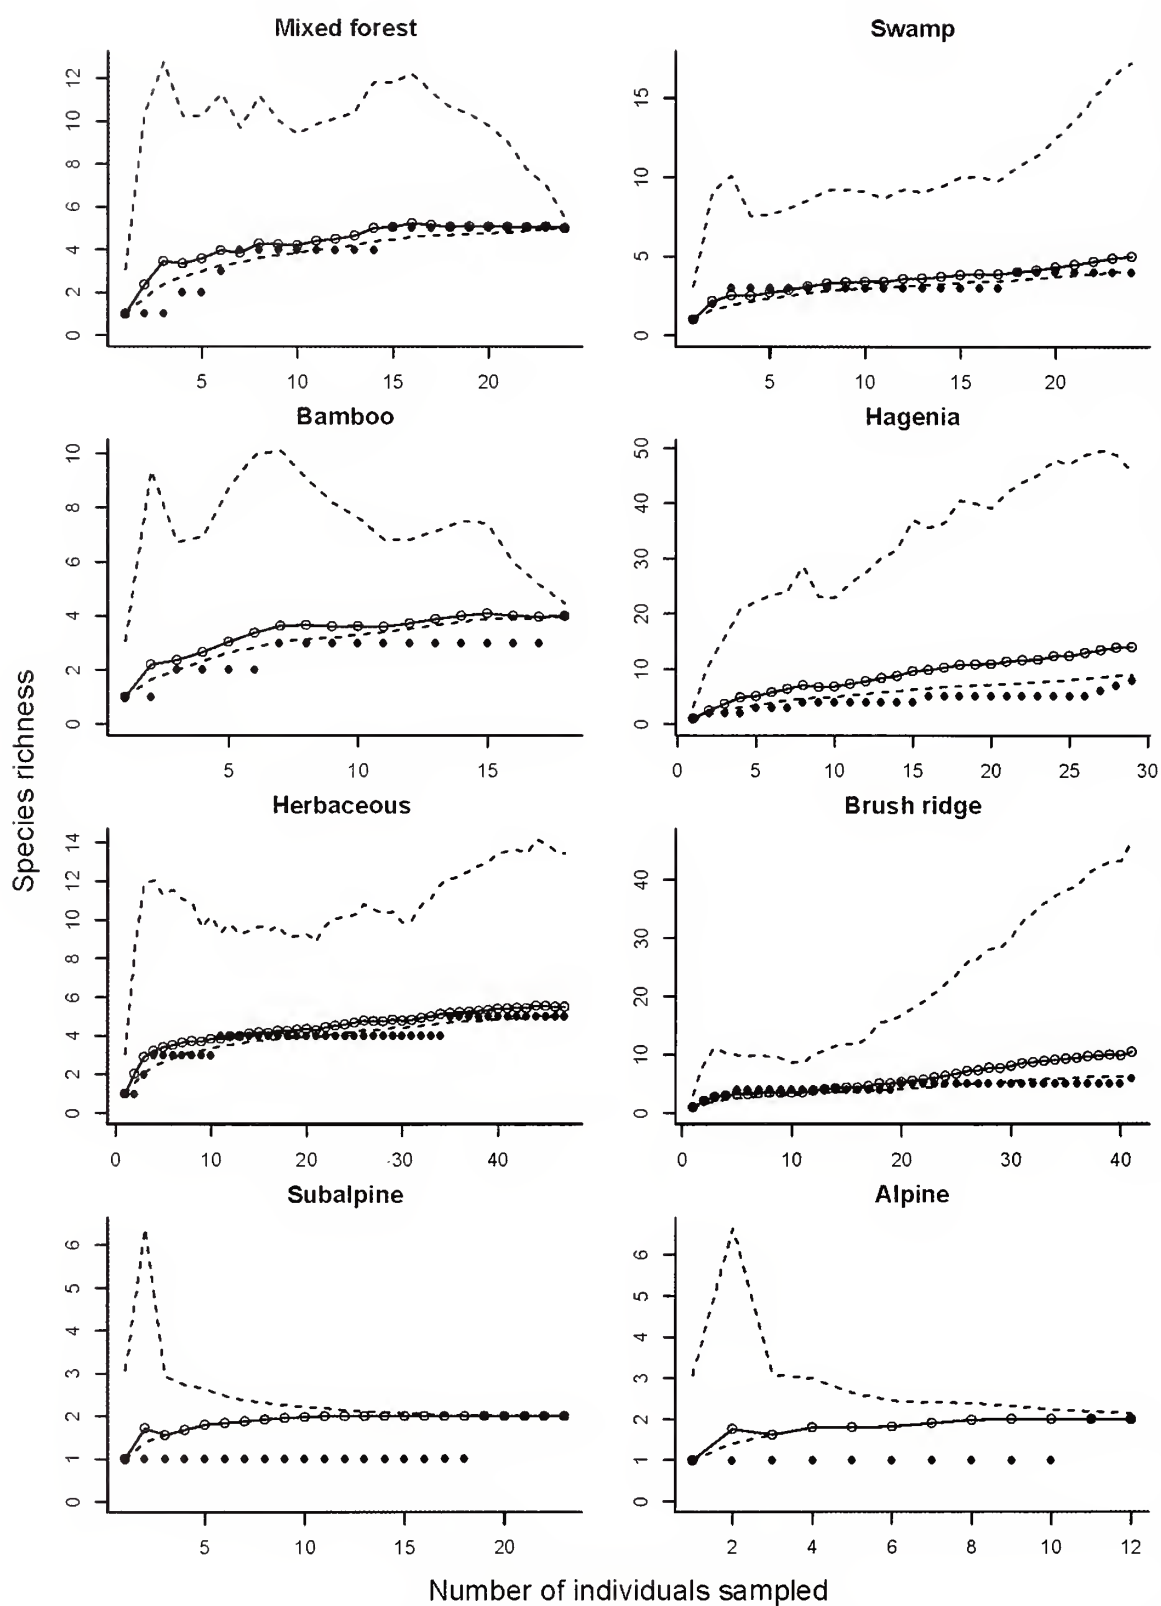 Mixed forest
0 2 4 6 8 10 12
5 10 15 20
Swamp
0 5 10 15
5 10 15 20
Bamboo
0 2 4 6 8 10
5 10 15
Hagenia
0 10 20 30 40 50
0 5 10 15 20 25 30
Herbaceous
0 2 4 6 8 10 12 14
0 10 20 30 40
Brush ridge
0 10 20 30 40
0 10 20 30 40
Subalpine
0 1 2 3 4 5 6
5 10 15 20
Alpine
0 1 2 3 4 5 6
2 4 6 8 10 12
Species richness
Number of individuals sampled